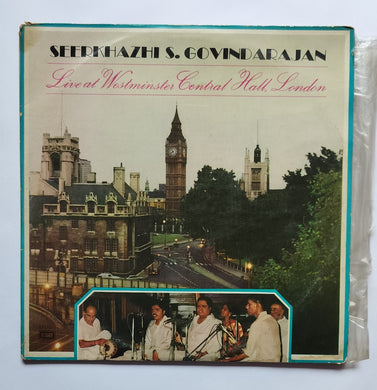 SEERKHAZHI S. GOVINDARAJAN
Live at Westminster Central Hall, London